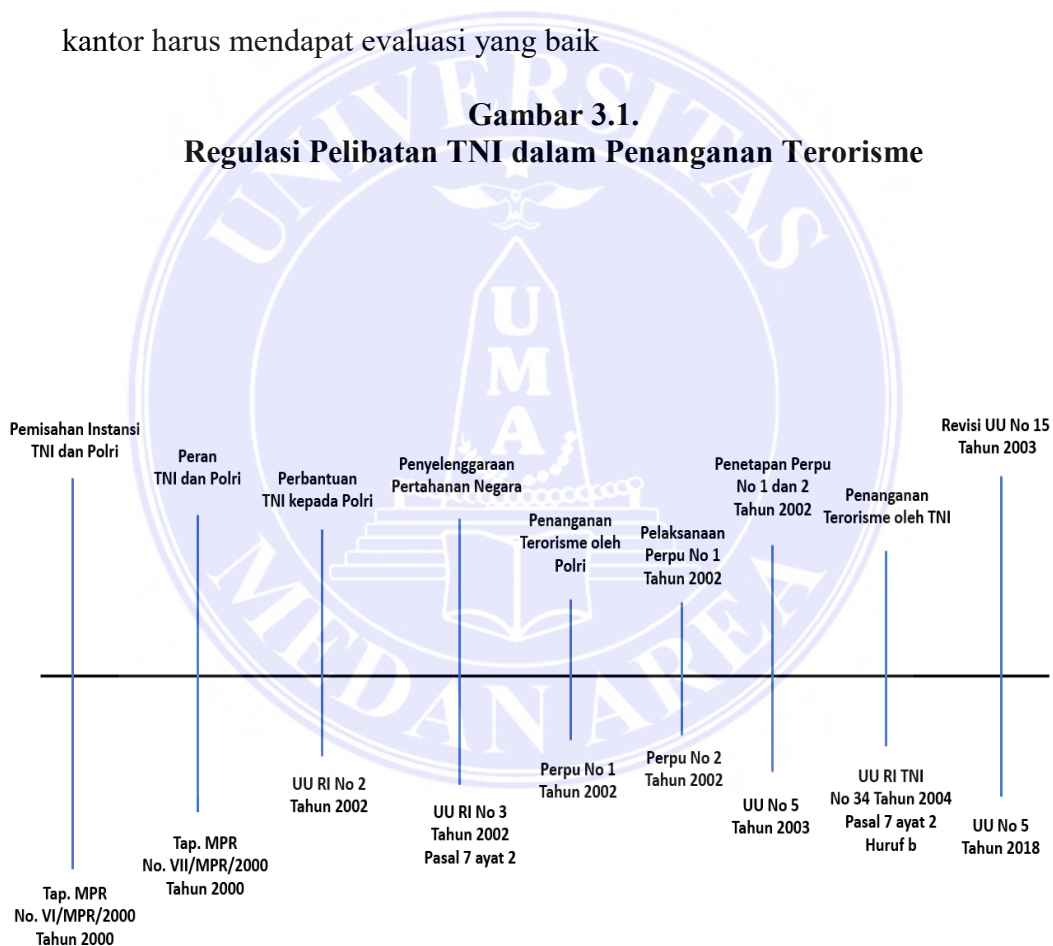 kantor harus mendapat evaluasi yang baik
Gambar 3.1.
Regulasi Pelibatan TNI dalam Penanganan Terorisme
UNIVERSITAS
UMA
MEDAN AREA
Pemisahan Instansi
TNI dan Polri
Tap. MPR
No. VI/MPR/2000
Tahun 2000
Peran
TNI dan Polri
Tap. MPR
No. VII/MPR/2000
Tahun 2000
Perbantuan
TNI kepada Polri
UU RI No 2
Tahun 2002
Penyelenggaraan
Pertahanan Negara
UU RI No 3
Tahun 2002
Pasal 7 ayat 2
Penanganan
Terorisme oleh
Polri
Perpu No 1
Tahun 2002
Pelaksanaan
Perpu No 1
Tahun 2002
Perpu No 2
Tahun 2002
Penetapan Perpu
No 1 dan 2
Tahun 2002
UU No 5
Tahun 2003
Penanganan
Terorisme oleh TNI
UU RI TNI
No 34 Tahun 2004
Pasal 7 ayat 2
Huruf b
Revisi UU No 15
Tahun 2003
UU No 5
Tahun 2018